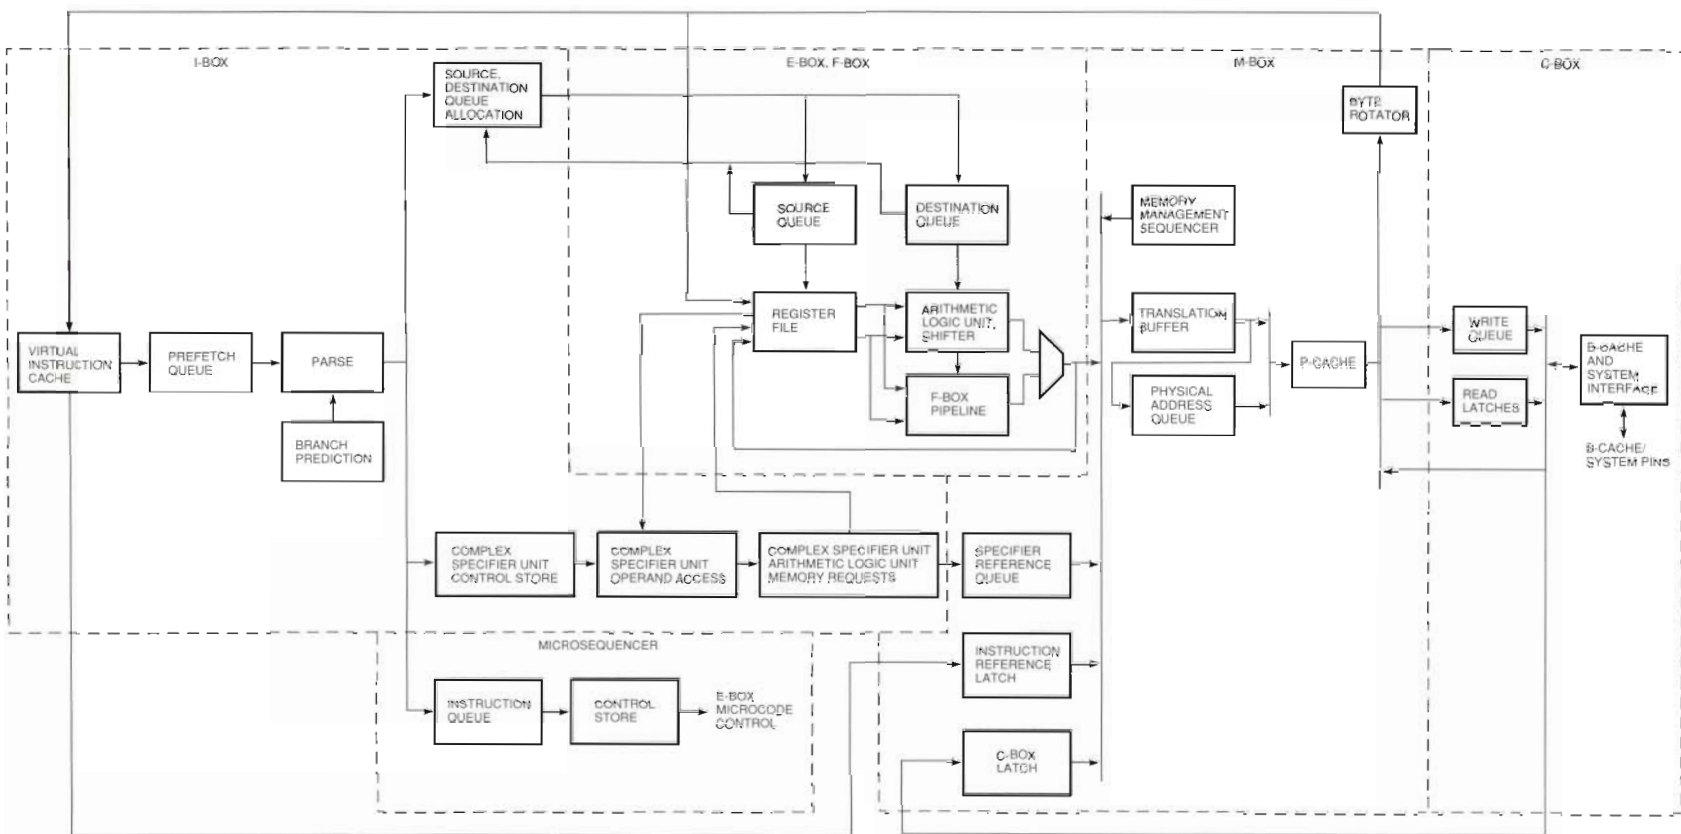 I-BOX
E-BOX, F-BOX
M-BOX
C-BOX
SOURCE,
DESTINATION
QUEUE
ALLOCATION
BYTE
ROTATOR
SOURCE
QUEUE
DESTINATION
QUEUE
MEMORY
MANAGEMENT
SEQUENCER
VIRTUAL
INSTRUCTION
CACHE
PREFETCH
QUEUE
PARSE
BRANCH
PREDICTION
REGISTER
FILE
ARITHMETIC
LOGIC UNIT,
SHIFTER
F-BOX
PIPELINE
TRANSLATION
BUFFER
PHYSICAL
ADDRESS
QUEUE
P-CACHE
WRITE
QUEUE
READ
LATCHES
B-CACHE
AND
SYSTEM
INTERFACE
B-CACHE/
SYSTEM PINS
COMPLEX
SPECIFIER UNIT
CONTROL STORE
COMPLEX
SPECIFIER UNIT
OPERAND ACCESS
COMPLEX SPECIFIER UNIT
ARITHMETIC LOGIC UNIT
MEMORY REQUESTS
SPECIFIER
REFERENCE
QUEUE
MICROSEQUENCER
INSTRUCTION
QUEUE
CONTROL
STORE
E-BOX
MICROCODE
CONTROL
INSTRUCTION
REFERENCE
LATCH
C-BOX
LATCH